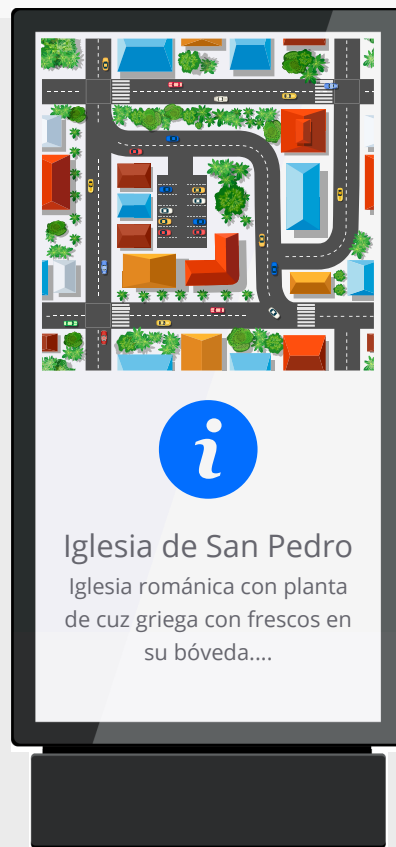 i
Iglesia de San Pedro
Iglesia románica con planta
de cuz griega con frescos en
su bóveda....